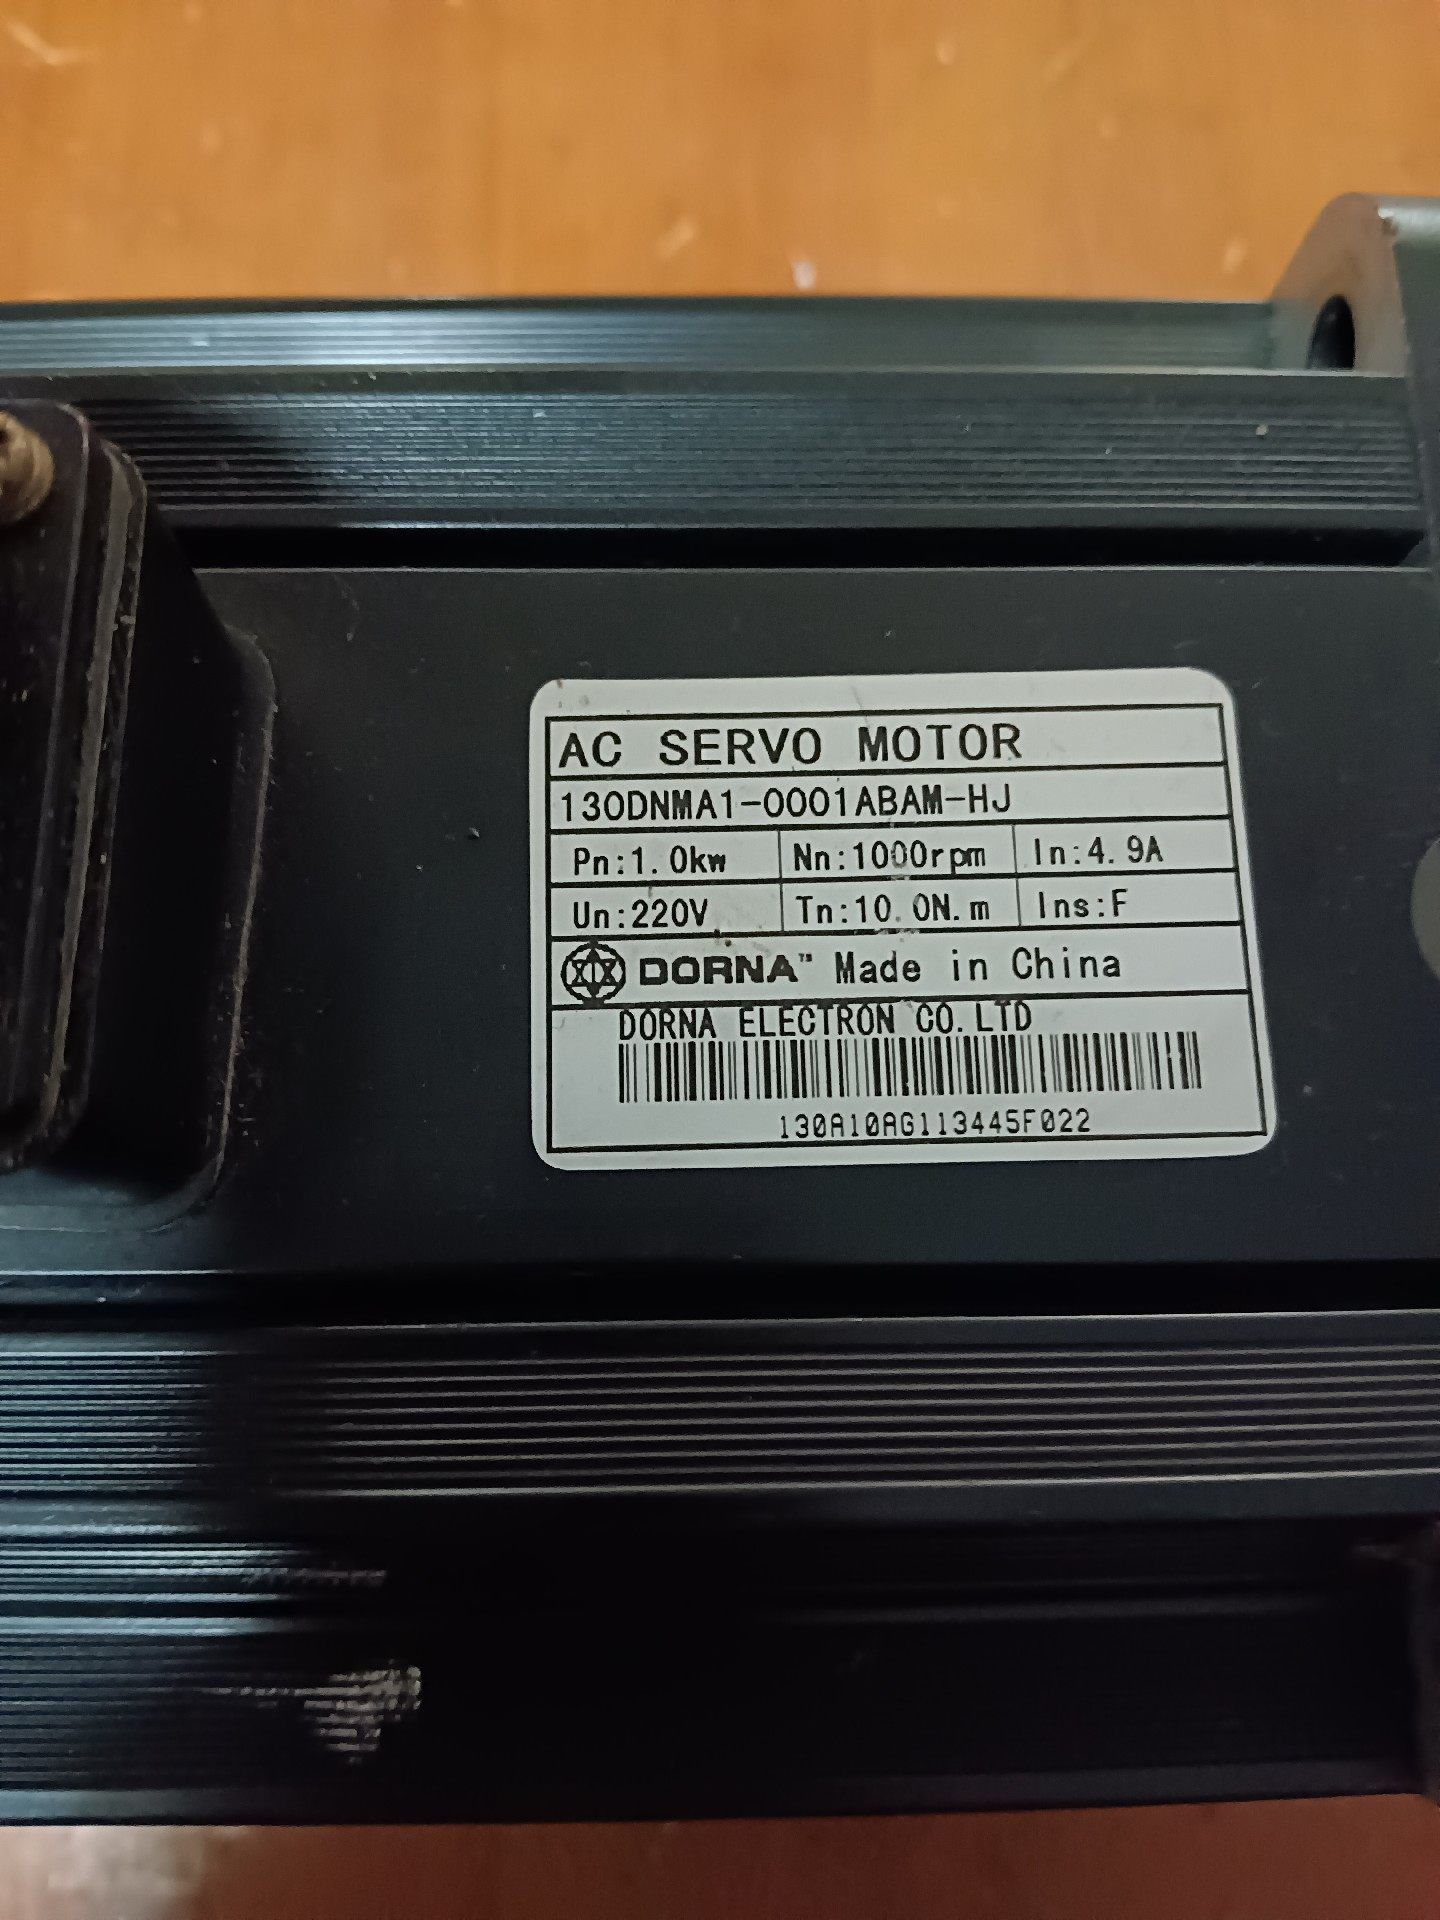 AC SERVO MOTOR
130DNMA1-0001ABAM-HJ
Pn:1.0kw Nn:1000rpm In:4.9A
Un:220V Tn:10.0N.m Ins:F
DORNA™ Made in China
DORNA ELECTRON CO.LTD
130A10AG113445F022